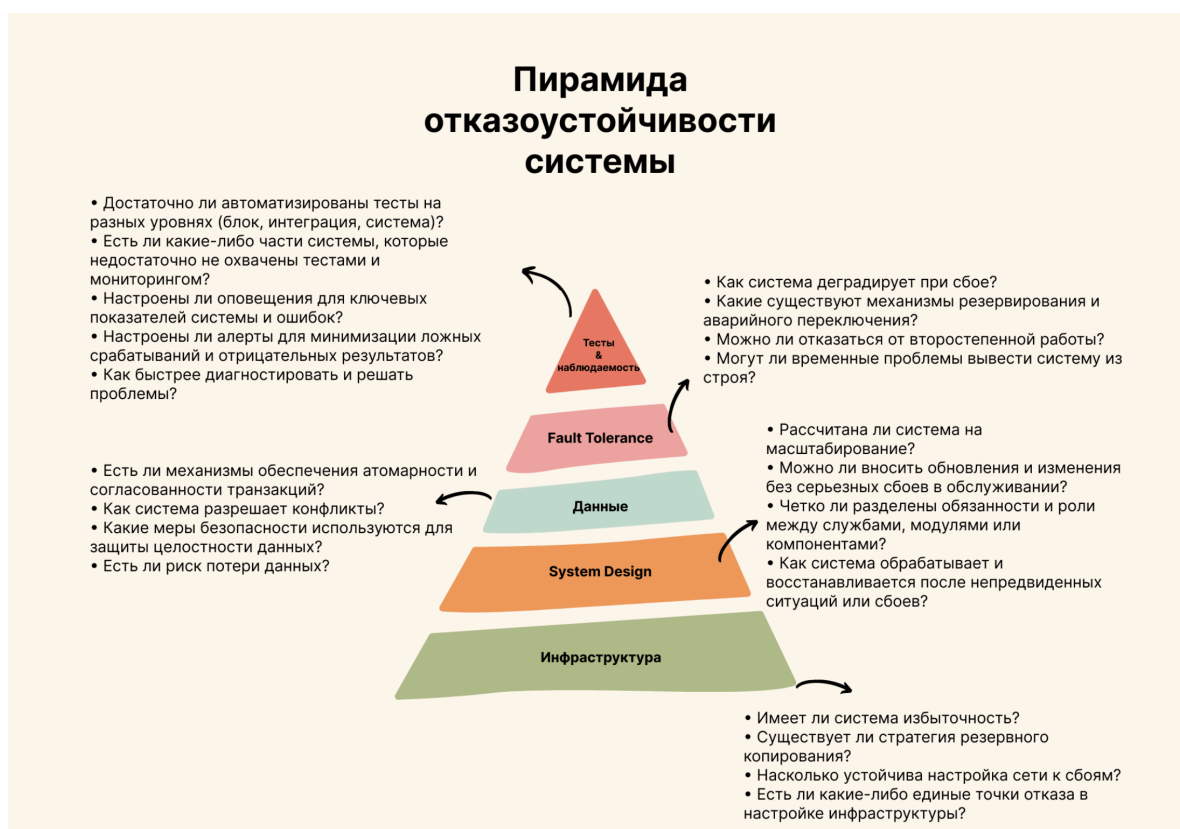 Пирамида
отказоустойчивости
системы
• Достаточно ли автоматизированы тесты на
разных уровнях (блок, интеграция, система)?
• Есть ли какие-либо части системы, которые
недостаточно не охвачены тестами и
мониторингом?
• Настроены ли оповещения для ключевых
показателей системы и ошибок?
• Настроены ли алерты для минимизации ложных
срабатываний и отрицательных результатов?
• Как быстрее диагностировать и решать
проблемы?
• Как система деградирует при сбое?
• Какие существуют механизмы резервирования и
аварийного переключения?
• Можно ли отказаться от второстепенной работы?
• Могут ли временные проблемы вывести систему из
строя?
Тесты
&
наблюдаемость
Fault Tolerance
• Есть ли механизмы обеспечения атомарности и
согласованности транзакций?
• Как система разрешает конфликты?
• Какие меры безопасности используются для
защиты целостности данных?
• Есть ли риск потери данных?
Данные
• Рассчитана ли система на
масштабирование?
• Можно ли вносить обновления и изменения
без серьезных сбоев в обслуживании?
• Четко ли разделены обязанности и роли
между службами, модулями или
компонентами?
• Как система обрабатывает и
восстанавливается после непредвиденных
ситуаций или сбоев?
System Design
Инфраструктура
• Имеет ли система избыточность?
• Существует ли стратегия резервного
копирования?
• Насколько устойчива настройка сети к сбоям?
• Есть ли какие-либо единые точки отказа в
настройке инфраструктуры?